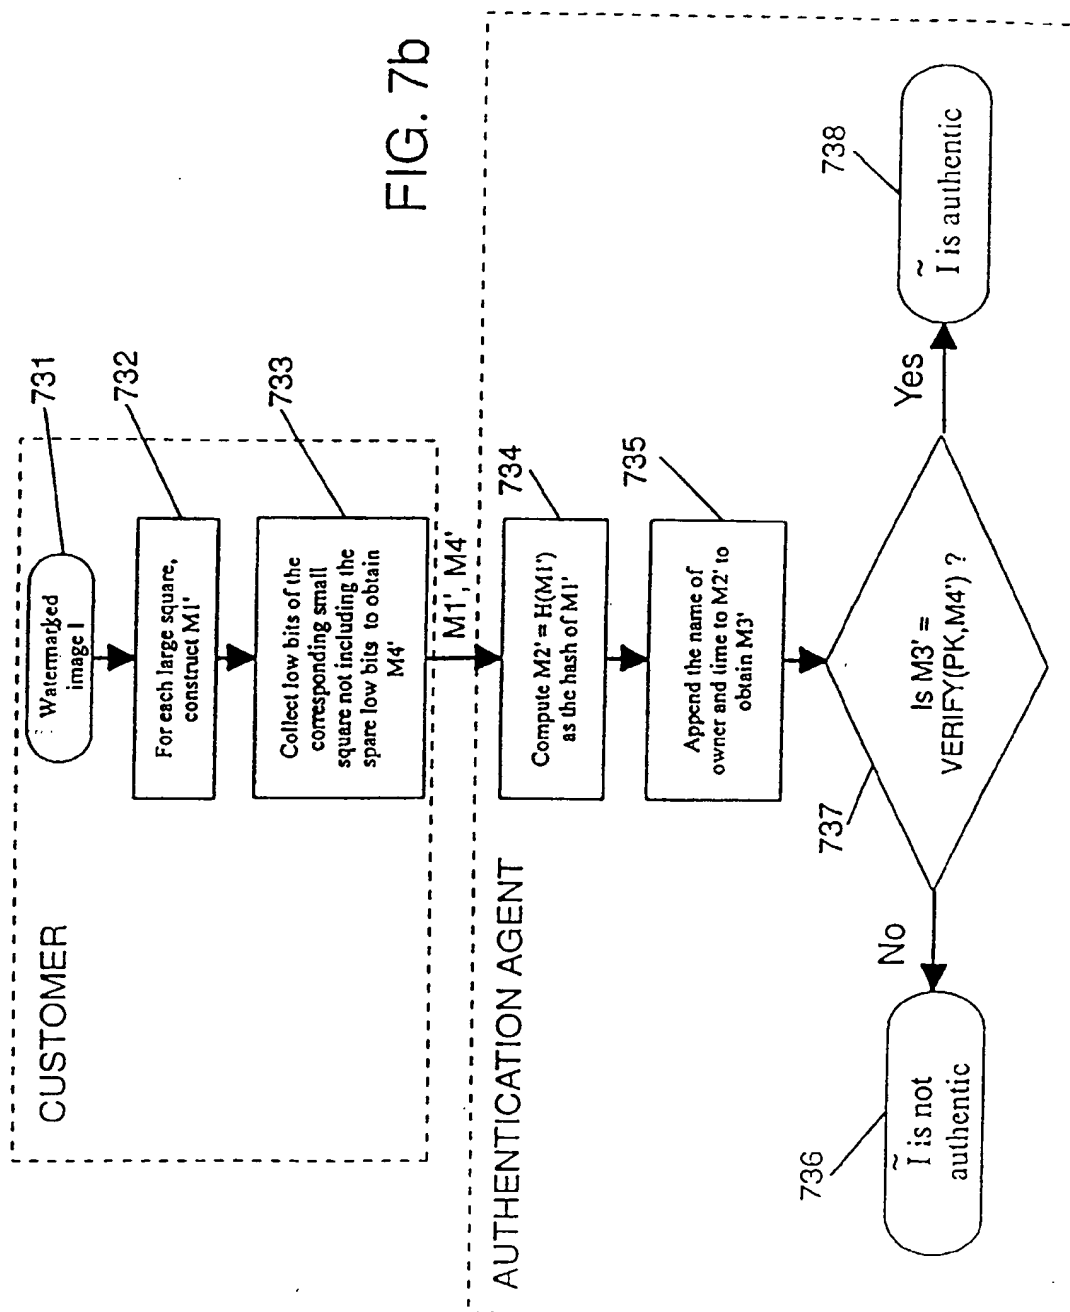 FIG. 7b
CUSTOMER
731
Watermarked
image I
732
For each large square,
construct M1'
733
Collect low bits of the
corresponding small
square not including the
spare low bits to obtain
M4'
M1', M4'
AUTHENTICATION AGENT
734
Compute M2' = H(M1')
as the hash of M1'
735
Append the name of
owner and time to M2' to
obtain M3'
737
Is M3' =
VERIFY(PK,M4') ?
No
Yes
736
~
I is not
authentic
738
~
I is authentic